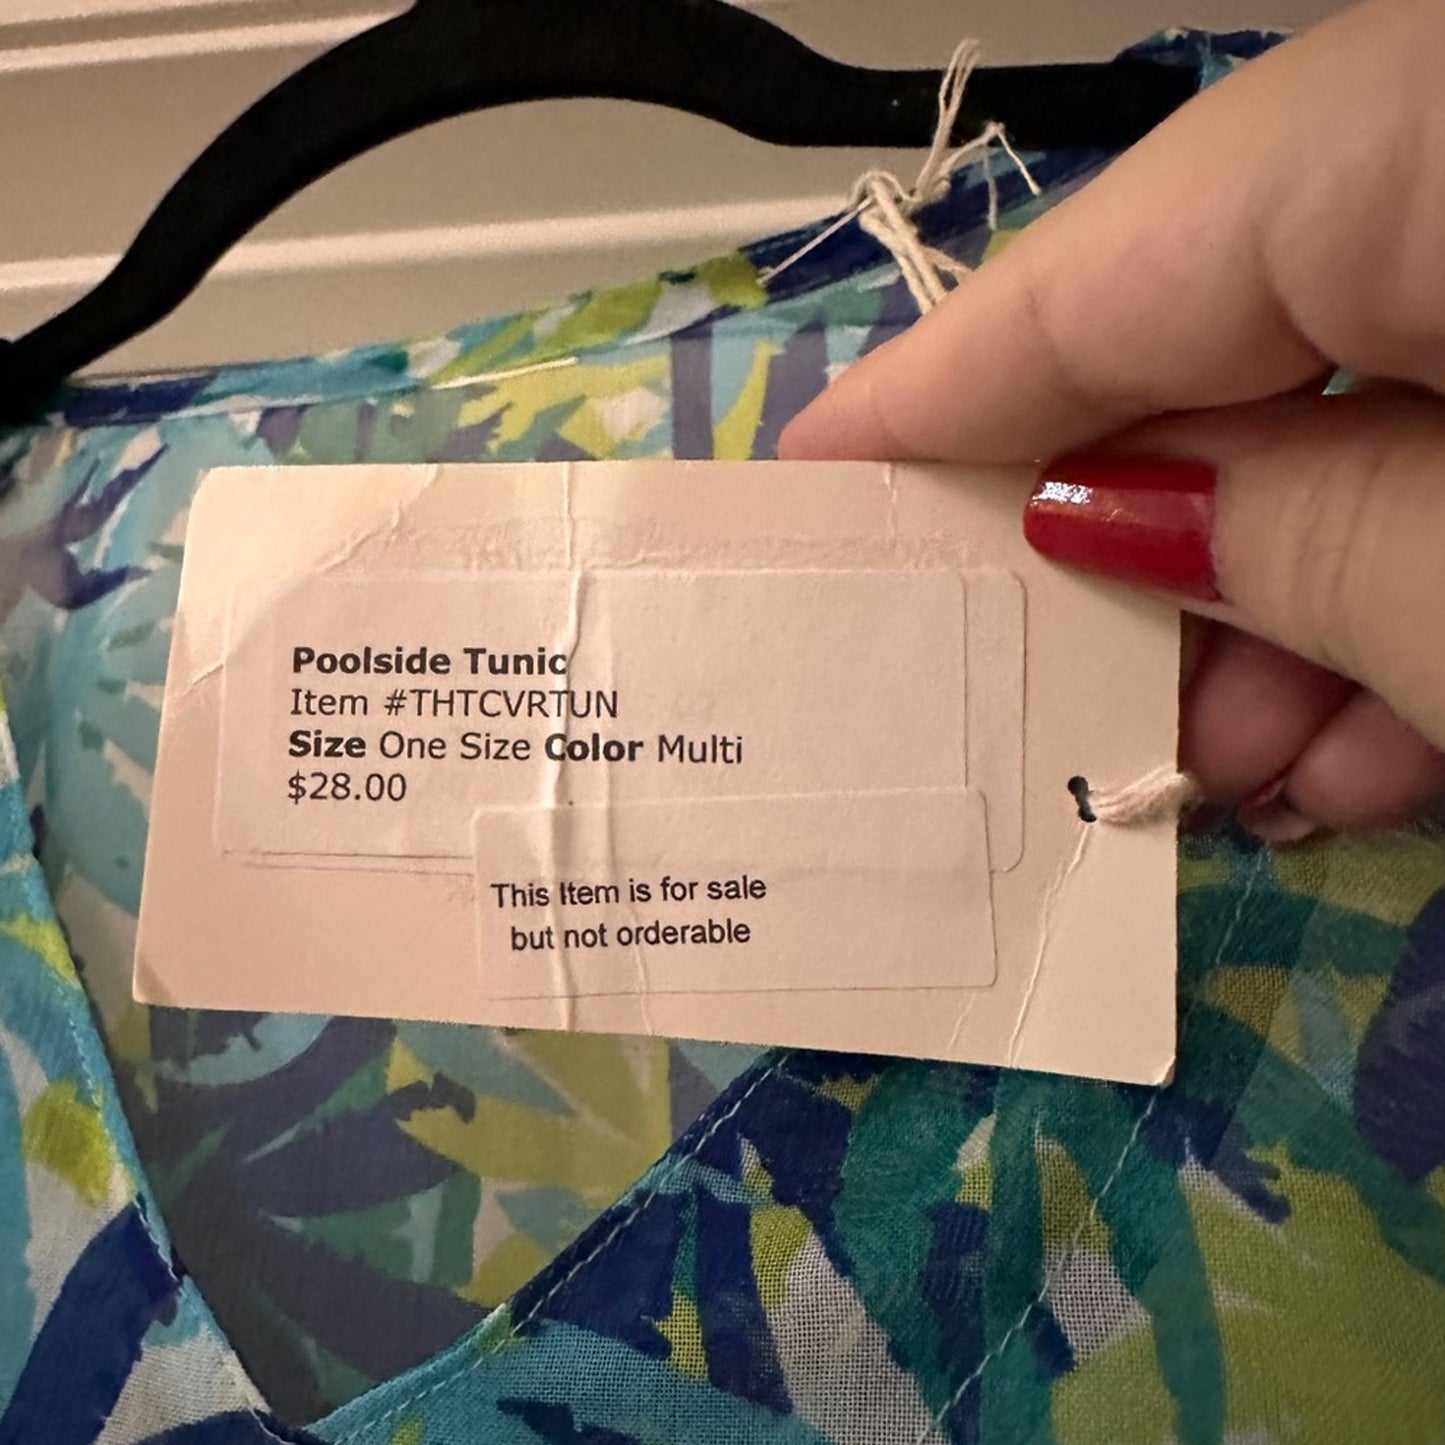 Poolside Tunic
Item #THTCVRTUN
Size One Size Color Multi
$28.00
This Item is for sale
but not orderable